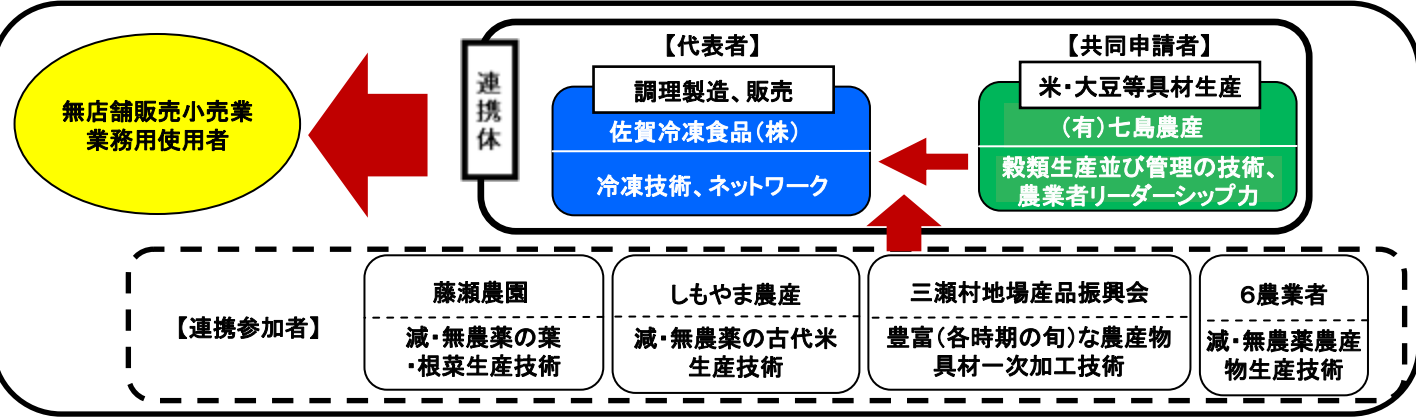 無店舗販売小売業
業務用使用者
連携体
【代表者】
調理製造、販売
佐賀冷凍食品(株)
冷凍技術、ネットワーク
【共同申請者】
米・大豆等具材生産
(有)七島農産
穀類生産並び管理の技術、
農業者リーダーシップ力
【連携参加者】
藤瀬農園
減・無農薬の葉
・根菜生産技術
しもやま農産
減・無農薬の古代米
生産技術
三瀬村地場産品振興会
豊富(各時期の旬)な農産物
具材一次加工技術
6農業者
減・無農薬農産
物生産技術